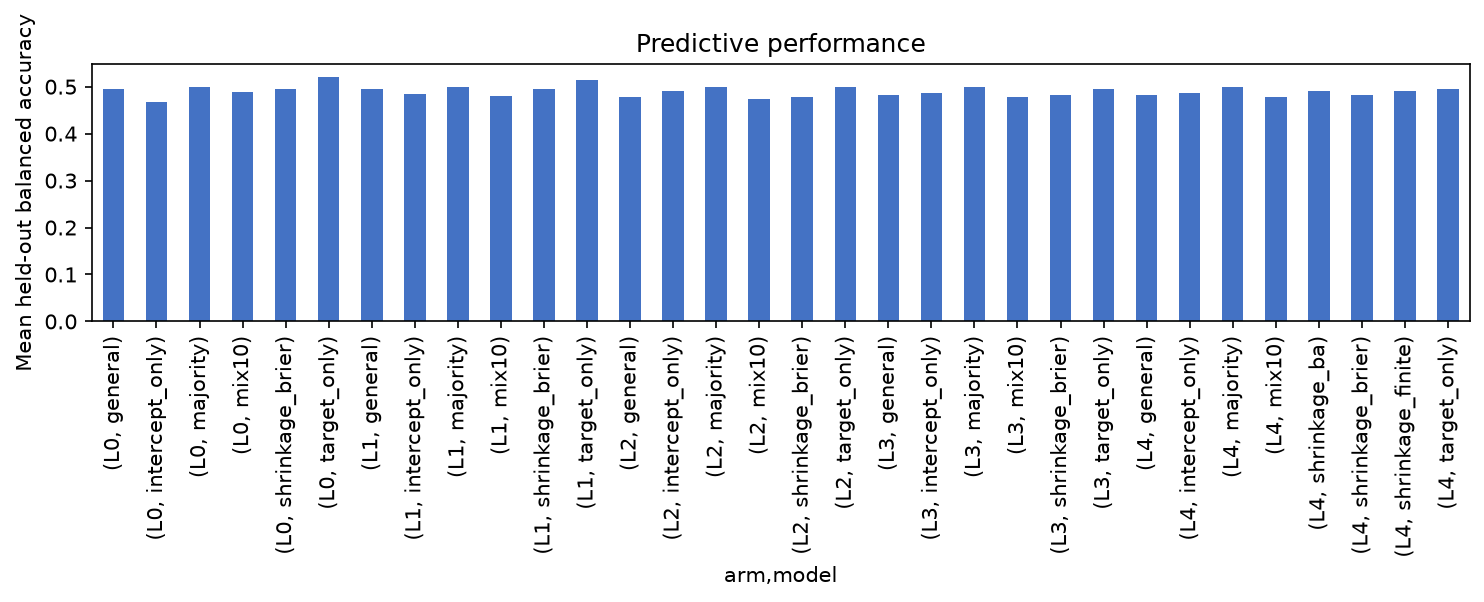 Predictive performance
Mean held-out balanced accuracy
0.5
0.4
0.3
0.2
0.1
0.0
(L0, general)
(L0, intercept_only)
(L0, majority)
(L0, mix10)
(L0, shrinkage_brier)
(L0, target_only)
(L1, general)
(L1, intercept_only)
(L1, majority)
(L1, mix10)
(L1, shrinkage_brier)
(L1, target_only)
(L2, general)
(L2, intercept_only)
(L2, majority)
(L2, mix10)
(L2, shrinkage_brier)
(L2, target_only)
(L3, general)
(L3, intercept_only)
(L3, majority)
(L3, mix10)
(L3, shrinkage_brier)
(L3, target_only)
(L4, general)
(L4, intercept_only)
(L4, majority)
(L4, mix10)
(L4, shrinkage_ba)
(L4, shrinkage_brier)
(L4, shrinkage_finite)
(L4, target_only)
arm,model